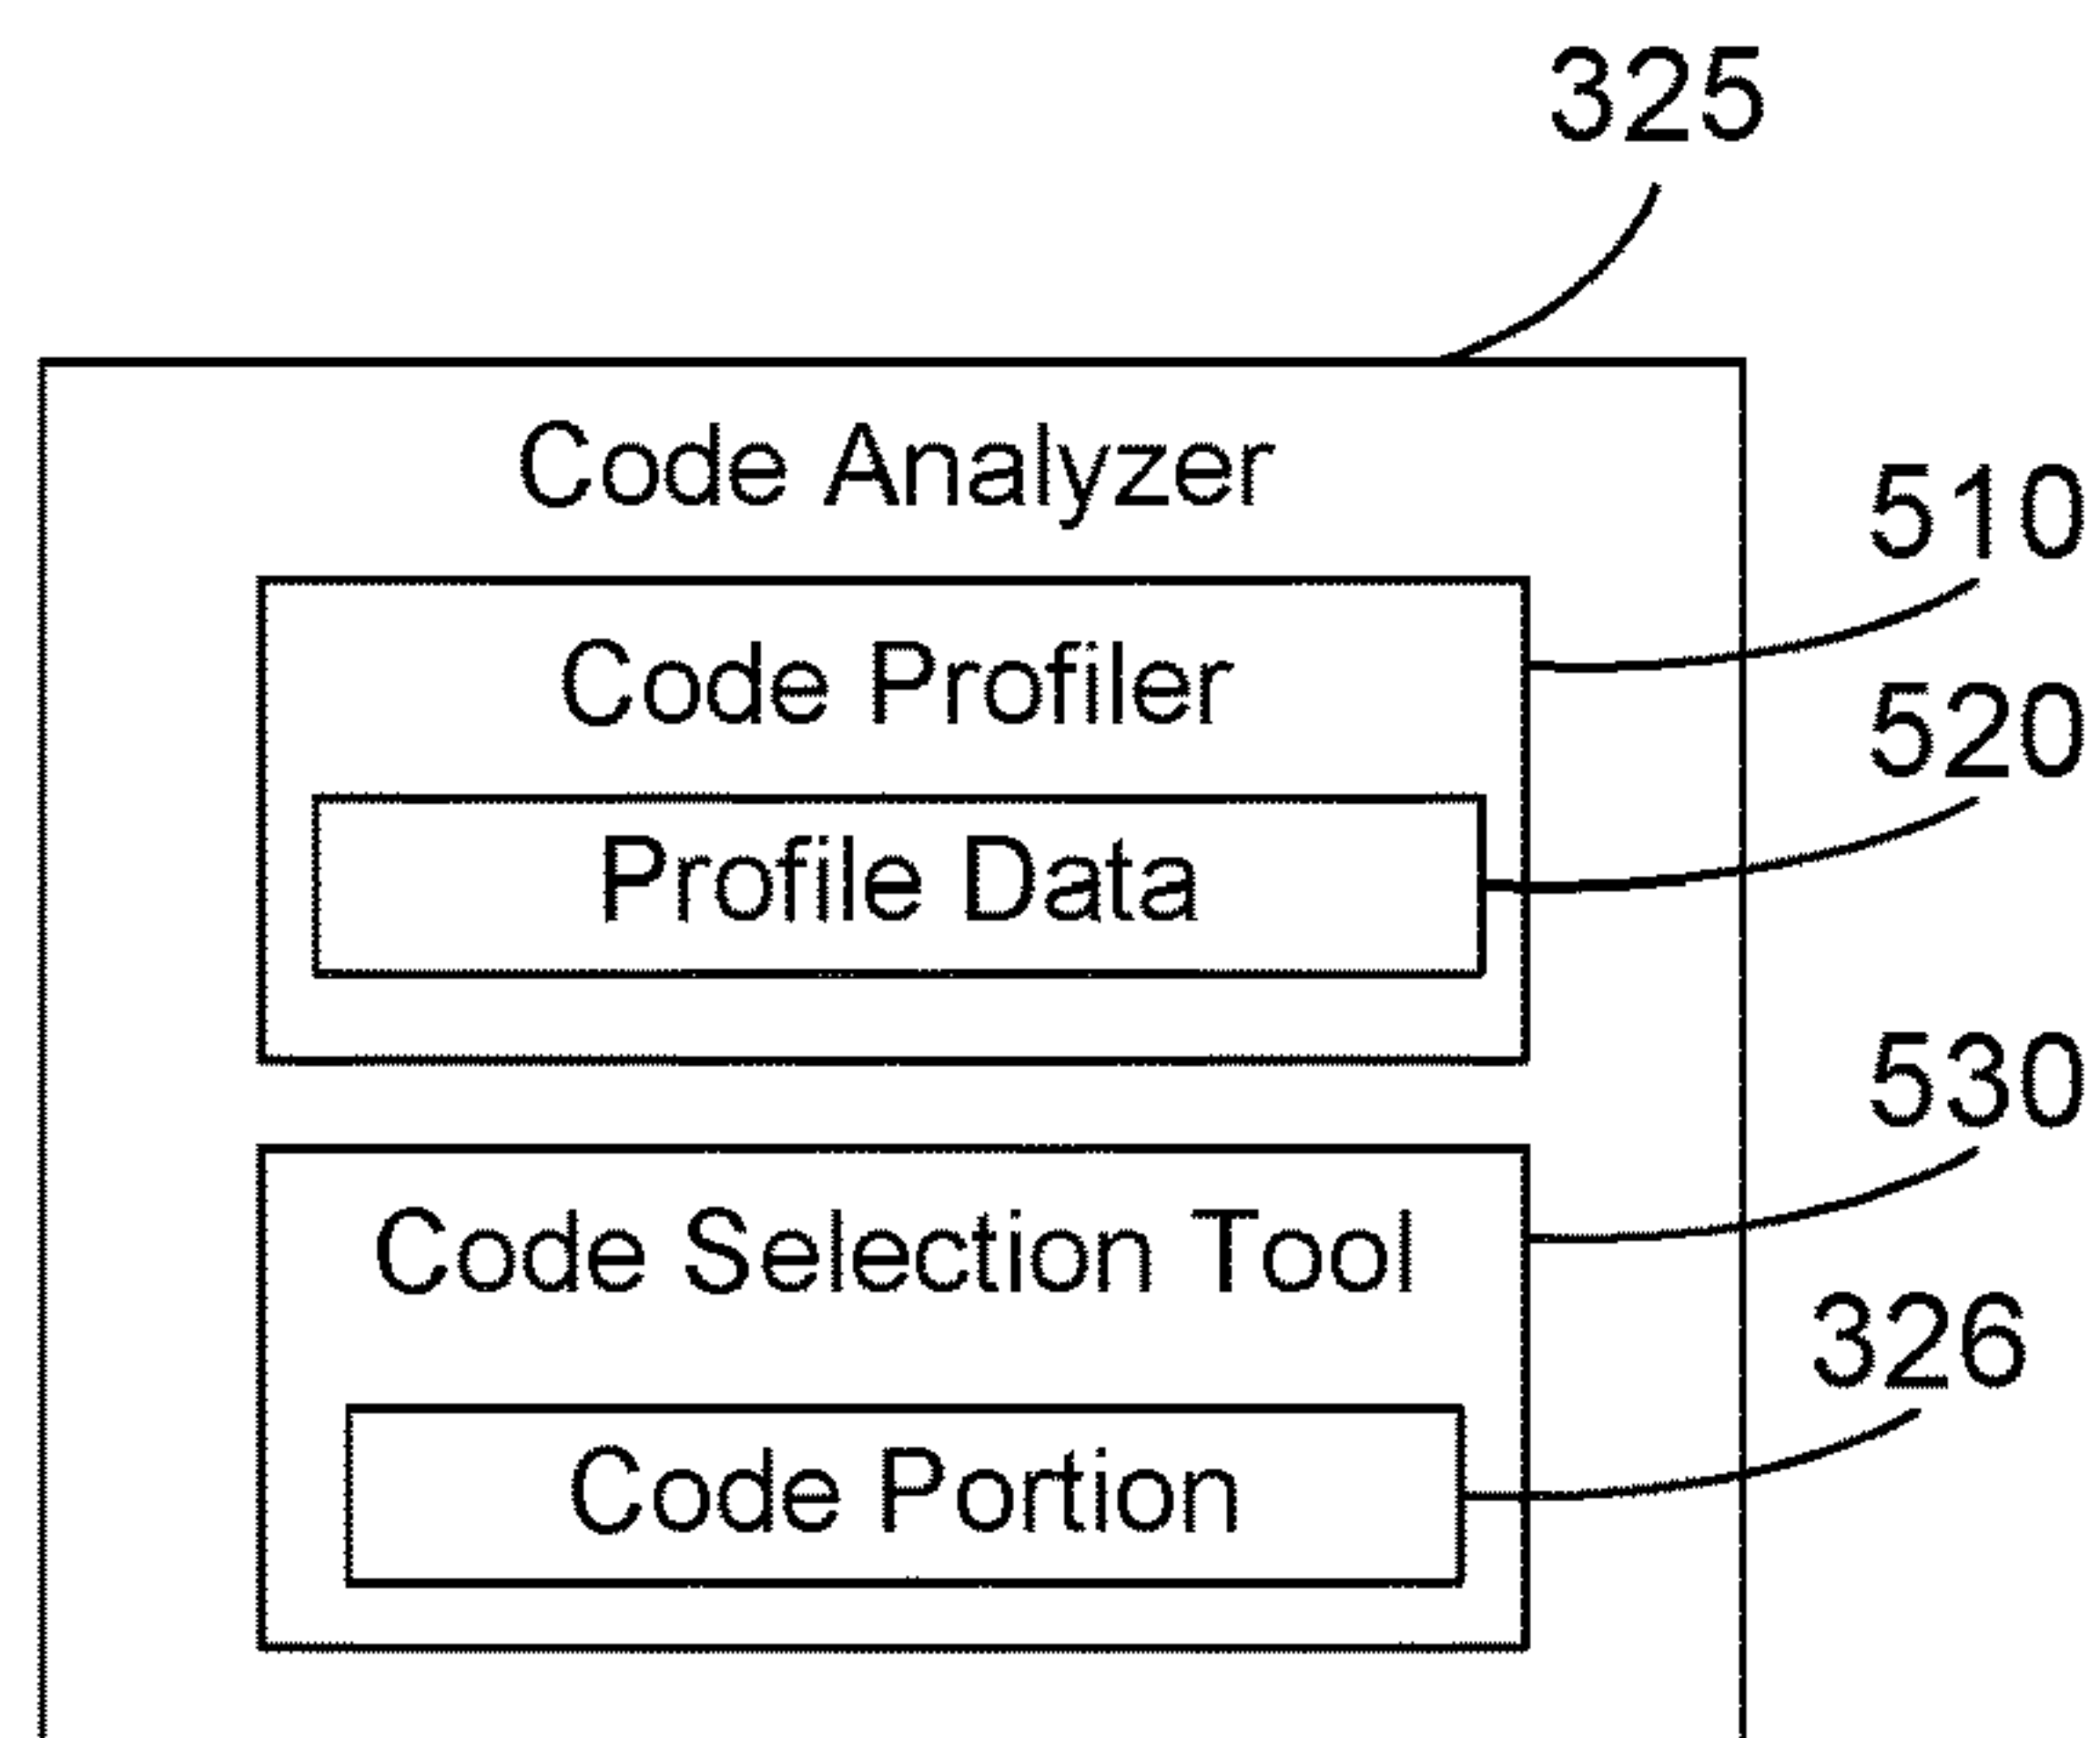 325
Code Analyzer
510
Code Profiler
520
Profile Data
530
Code Selection Tool
326
Code Portion